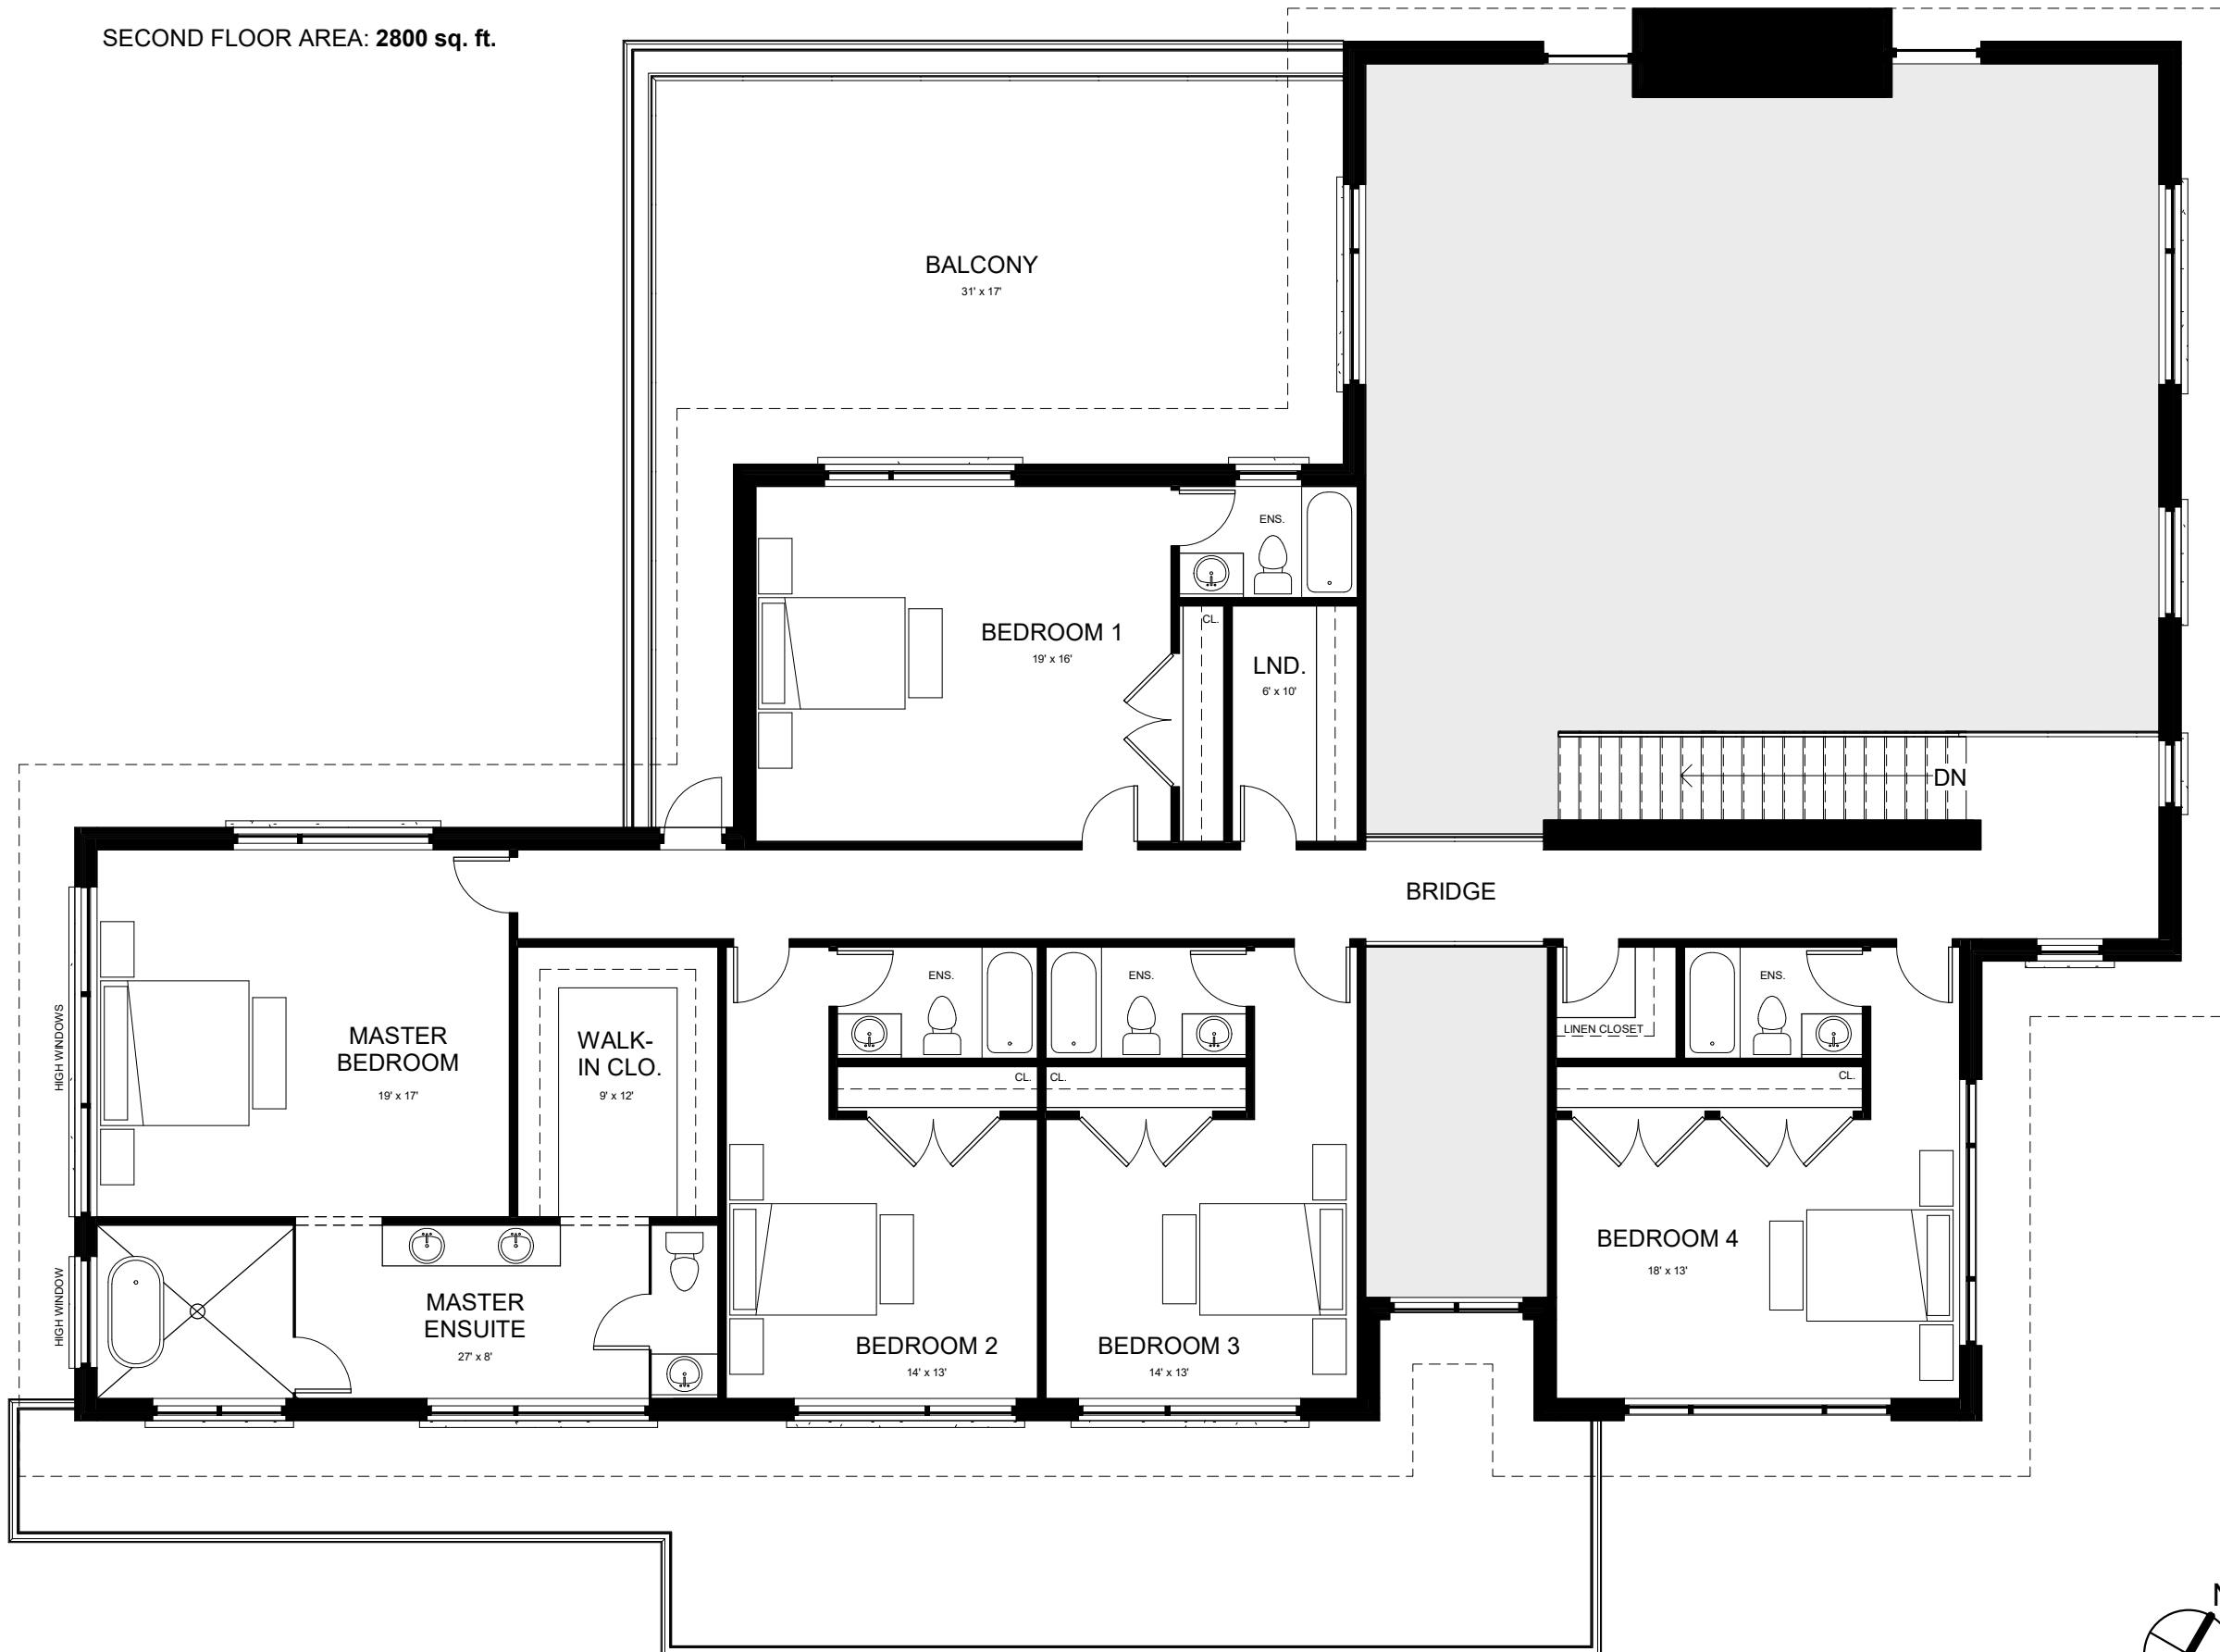 SECOND FLOOR AREA: 2800 sq. ft.
BALCONY
31' x 17'
ENS.
BEDROOM 1
19' x 16'
CL.
LND.
6' x 10'
DN
BRIDGE
HIGH WINDOWS
MASTER
BEDROOM
19' x 17'
WALK-
IN CLO.
9' x 12'
ENS.
CL.
ENS.
CL.
LINEN CLOSET
ENS.
CL.
HIGH WINDOW
MASTER
ENSUITE
27' x 8'
BEDROOM 2
14' x 13'
BEDROOM 3
14' x 13'
BEDROOM 4
18' x 13'
N